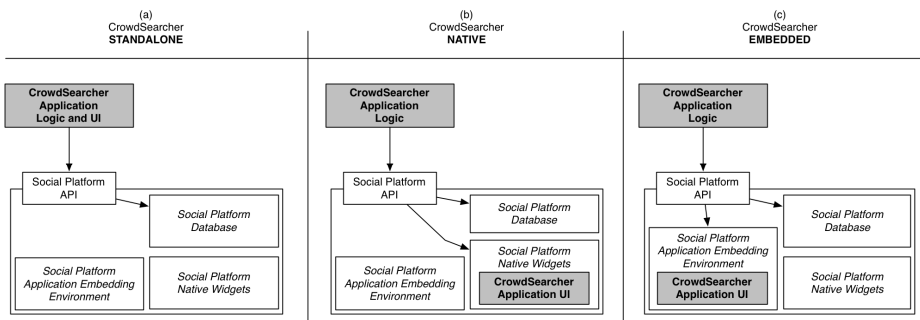 (a)
CrowdSearcher
STANDALONE
CrowdSearcher
Application
Logic and UI
Social Platform
API
Social Platform
Database
Social Platform
Application Embedding
Environment
Social Platform
Native Widgets
(b)
CrowdSearcher
NATIVE
CrowdSearcher
Application
Logic
Social Platform
API
Social Platform
Database
Social Platform
Application Embedding
Environment
Social Platform
Native Widgets
CrowdSearcher
Application UI
(c)
CrowdSearcher
EMBEDDED
CrowdSearcher
Application
Logic
Social Platform
API
Social Platform
Database
Social Platform
Application Embedding
Environment
CrowdSearcher
Application UI
Social Platform
Native Widgets